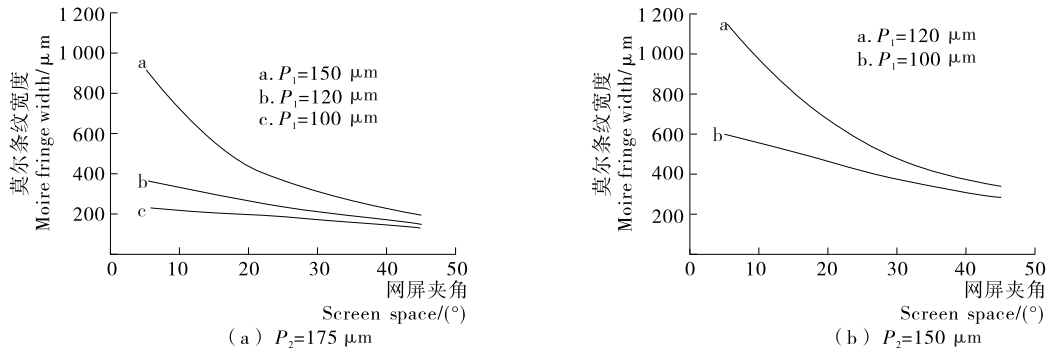 1 200
1 000
800
600
400
200
0
10
20
30
40
50
莫尔条纹宽度
Moire fringe width/μm
a
b
c
a. P₁=150 μm
b. P₁=120 μm
c. P₁=100 μm
网屏夹角
Screen space/(°)
（a）P₂=175 μm
1 200
1 000
800
600
400
200
0
10
20
30
40
50
莫尔条纹宽度
Moire fringe width/μm
a
b
a. P₁=120 μm
b. P₁=100 μm
网屏夹角
Screen space/(°)
（b）P₂=150 μm